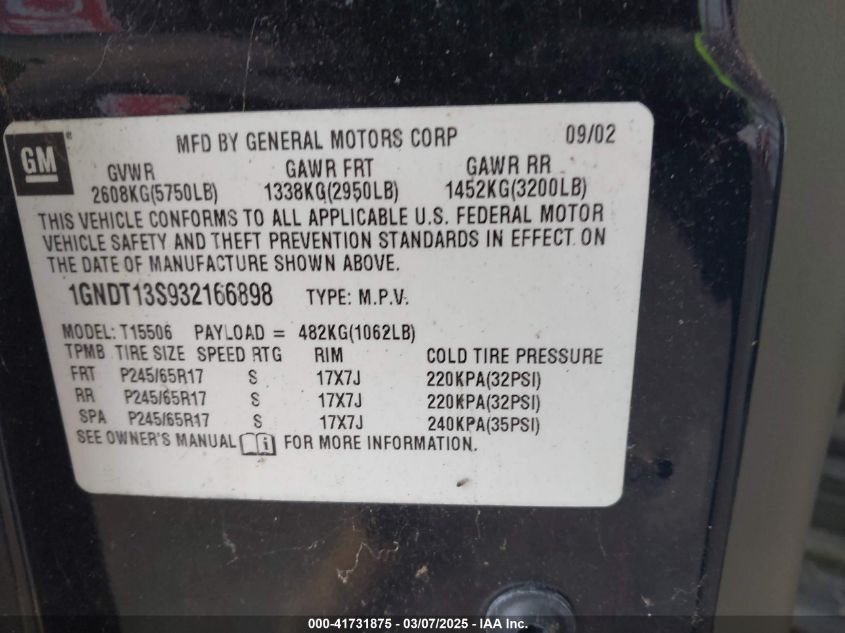 GM®
MFD BY GENERAL MOTORS CORP 09/02
GVWR GAWR FRT GAWR RR
2608KG(5750LB) 1338KG(2950LB) 1452KG(3200LB)
THIS VEHICLE CONFORMS TO ALL APPLICABLE U.S. FEDERAL MOTOR
VEHICLE SAFETY AND THEFT PREVENTION STANDARDS IN EFFECT ON
THE DATE OF MANUFACTURE SHOWN ABOVE.
1GNDT13S932166898 TYPE: M.P.V.
MODEL: T15506 PAYLOAD = 482KG(1062LB)
TPMB TIRE SIZE SPEED RTG RIM COLD TIRE PRESSURE
FRT P245/65R17 S 17X7J 220KPA(32PSI)
RR P245/65R17 S 17X7J 220KPA(32PSI)
SPA P245/65R17 S 17X7J 240KPA(35PSI)
SEE OWNER'S MANUAL i FOR MORE INFORMATION.
000-41731875 - 03/07/2025 - © IAA Inc.